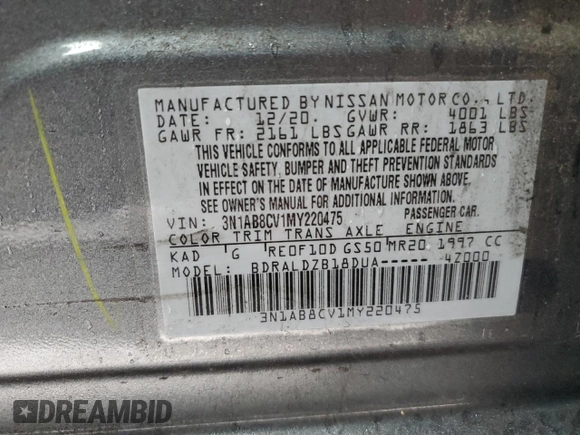 MANUFACTURED BY NISSAN MOTOR CO., LTD.
DATE: 12/20. GVWR: 4001 LBS
GAWR FR: 2161 LBS GAWR RR: 1863 LBS
THIS VEHICLE CONFORMS TO ALL APPLICABLE FEDERAL MOTOR
VEHICLE SAFETY, BUMPER AND THEFT PREVENTION STANDARDS
IN EFFECT ON THE DATE OF MANUFACTURE SHOWN ABOVE.
SEE OWNER'S MANUAL FOR ADDITIONAL INFORMATION
VIN: 3N1AB8CV1MY220475 PASSENGER CAR.
COLOR TRIM TRANS AXLE ENGINE
KAD G RE0F10D GS50 MR20 1997 CC
MODEL: BDRALDZB18DUA----- 4Z000
3N1AB8CV1MY220475
DREAMBID